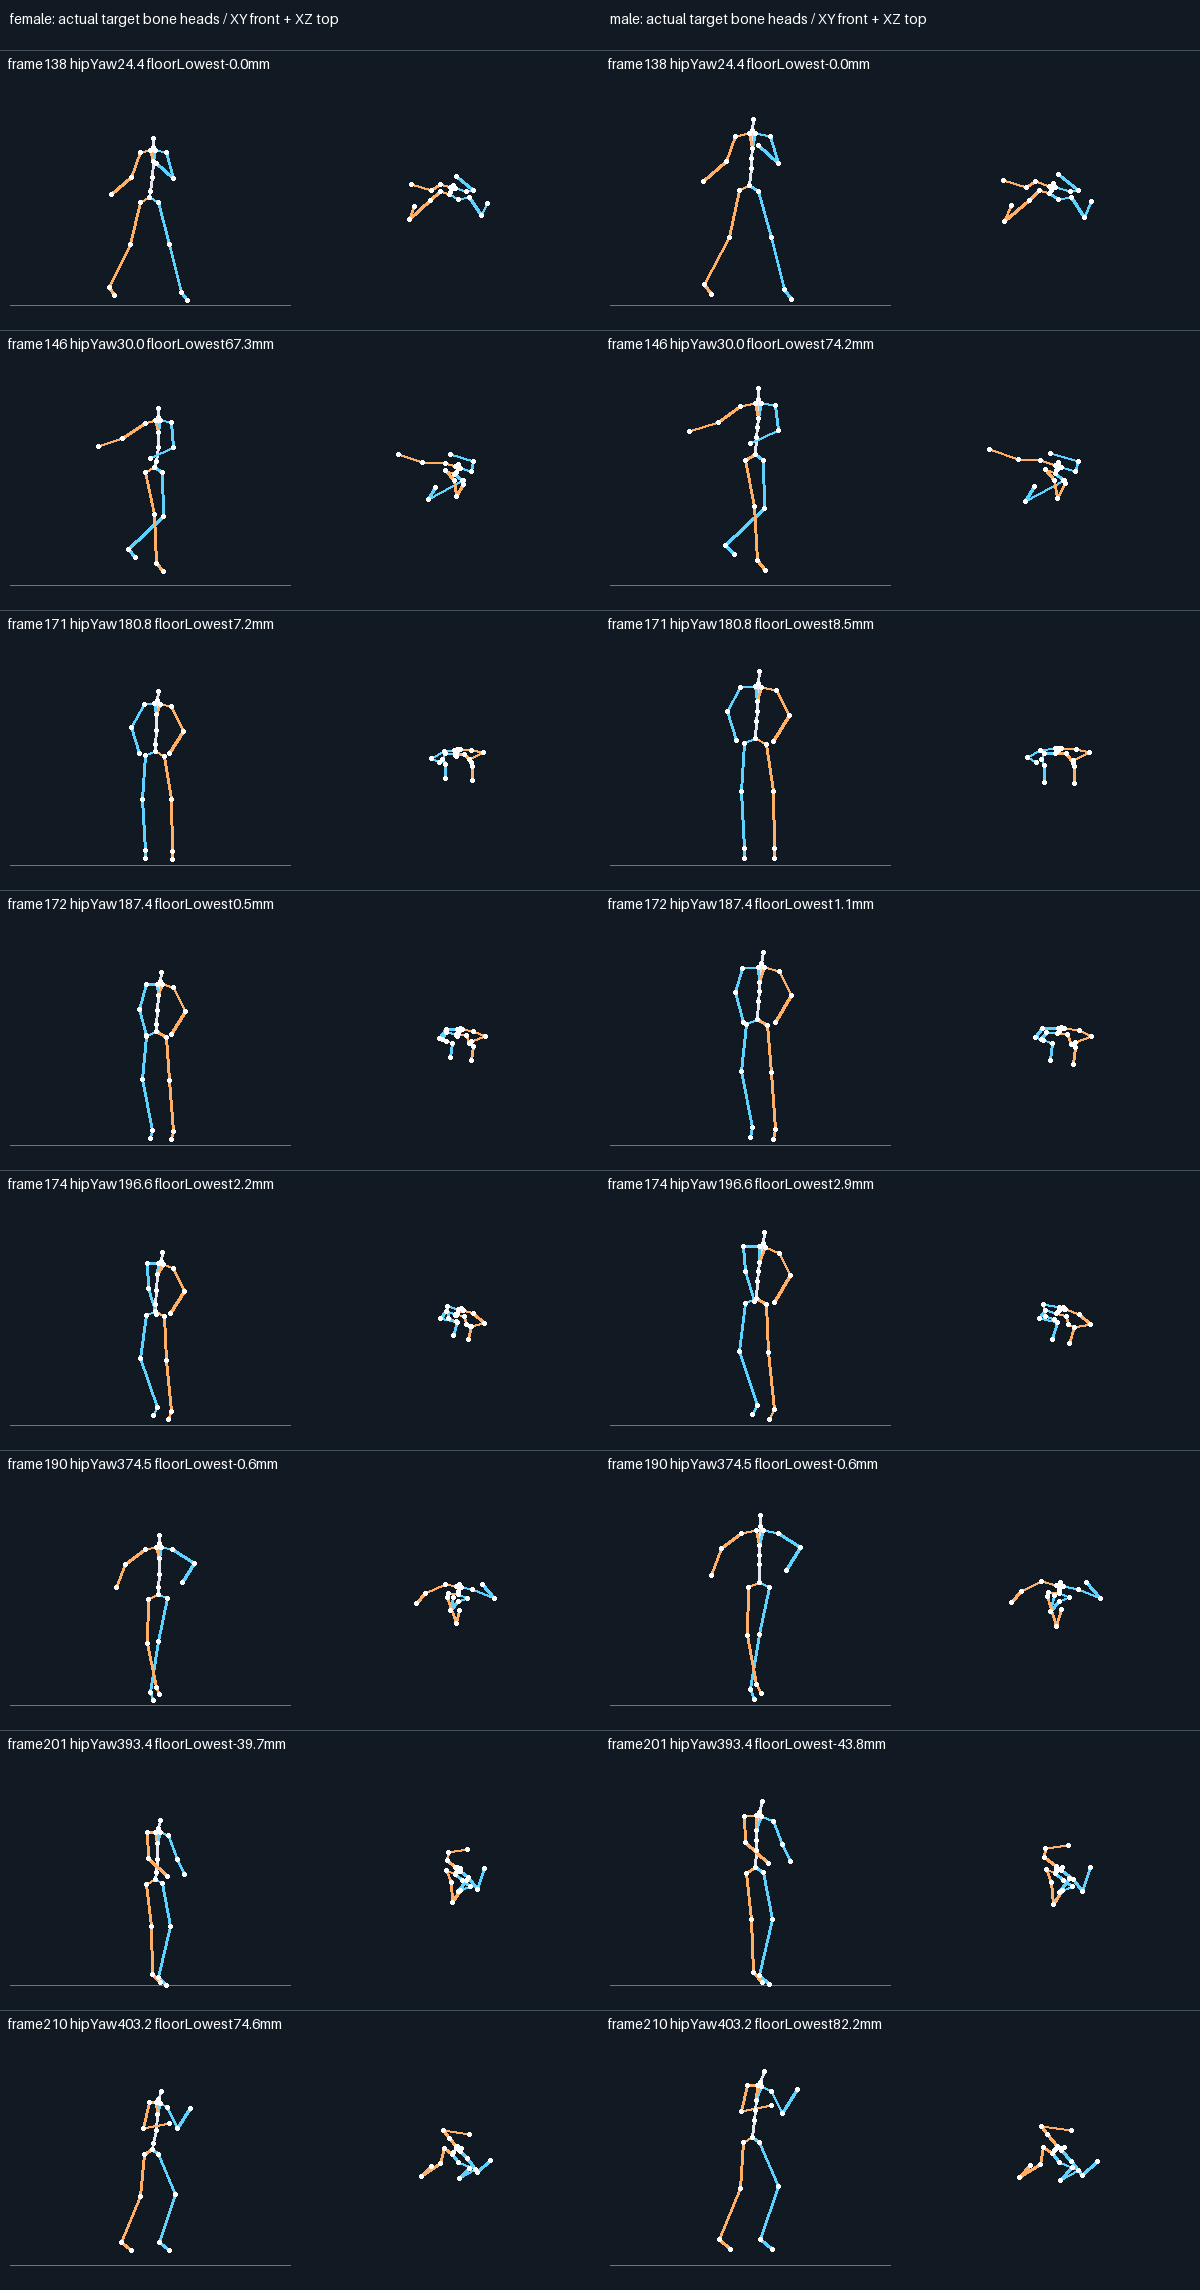 female: actual target bone heads / XY front + XZ top
male: actual target bone heads / XY front + XZ top
frame138 hipYaw24.4 floorLowest-0.0mm
frame138 hipYaw24.4 floorLowest-0.0mm
frame146 hipYaw30.0 floorLowest67.3mm
frame146 hipYaw30.0 floorLowest74.2mm
frame171 hipYaw180.8 floorLowest7.2mm
frame171 hipYaw180.8 floorLowest8.5mm
frame172 hipYaw187.4 floorLowest0.5mm
frame172 hipYaw187.4 floorLowest1.1mm
frame174 hipYaw196.6 floorLowest2.2mm
frame174 hipYaw196.6 floorLowest2.9mm
frame190 hipYaw374.5 floorLowest-0.6mm
frame190 hipYaw374.5 floorLowest-0.6mm
frame201 hipYaw393.4 floorLowest-39.7mm
frame201 hipYaw393.4 floorLowest-43.8mm
frame210 hipYaw403.2 floorLowest74.6mm
frame210 hipYaw403.2 floorLowest82.2mm